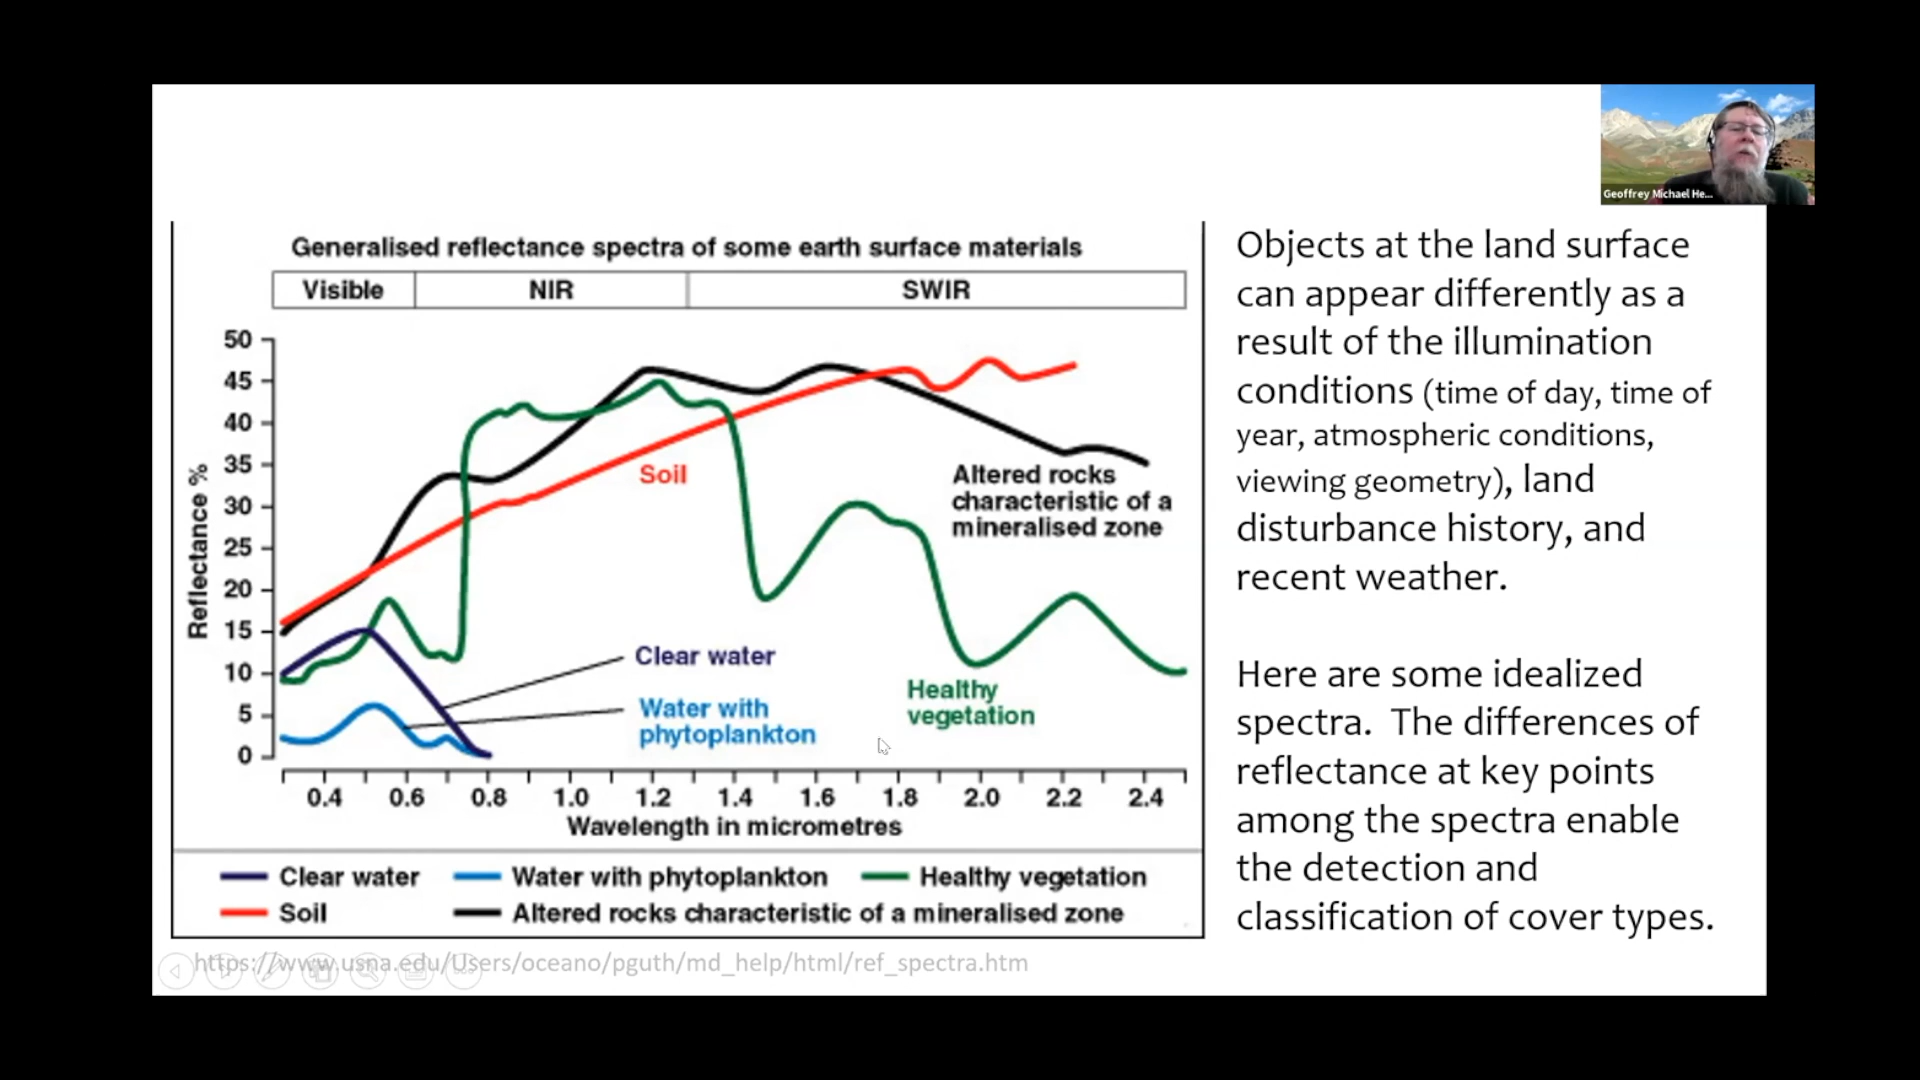 Geoffrey Michael He...
Generalised reflectance spectra of some earth surface materials
Visible NIR SWIR
50
45
40
35
30
25
20
15
10
5
0
Reflectance %
Soil
Altered rocks
characteristic of a
mineralised zone
Clear water
Water with
phytoplankton
Healthy
vegetation
0.4 0.6 0.8 1.0 1.2 1.4 1.6 1.8 2.0 2.2 2.4
Wavelength in micrometres
Clear water Water with phytoplankton Healthy vegetation
Soil Altered rocks characteristic of a mineralised zone
https://www.usna.edu/Users/oceano/pguth/md_help/html/ref_spectra.htm
Objects at the land surface
can appear differently as a
result of the illumination
conditions (time of day, time of
year, atmospheric conditions,
viewing geometry), land
disturbance history, and
recent weather.
Here are some idealized
spectra. The differences of
reflectance at key points
among the spectra enable
the detection and
classification of cover types.